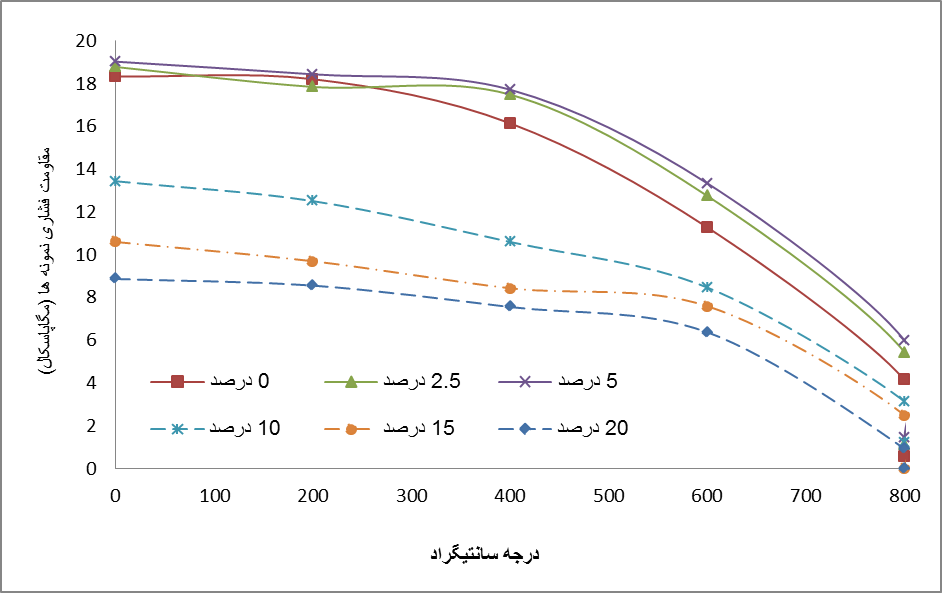 مقاومت فشاری نمونه ها (مگاپاسکال)
20
18
16
14
12
10
8
6
4
2
0
0 درصد
2.5 درصد
5 درصد
10 درصد
15 درصد
20 درصد
0 100 200 300 400 500 600 700 800
درجه سانتیگراد